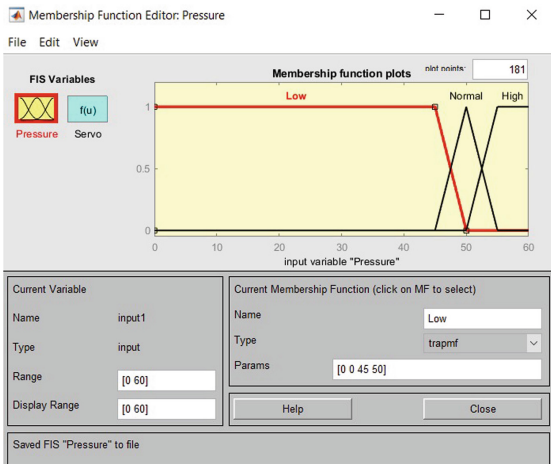 Membership Function Editor: Pressure
File Edit View
FIS Variables
f(u)
Pressure Servo
Membership function plots
plot points:
181
Low
Normal
High
1
0.5
0
0 10 20 30 40 50 60
input variable "Pressure"
Current Variable
Name input1
Type input
Range [0 60]
Display Range [0 60]
Current Membership Function (click on MF to select)
Name Low
Type trapmf
Params [0 0 45 50]
Help Close
Saved FIS "Pressure" to file